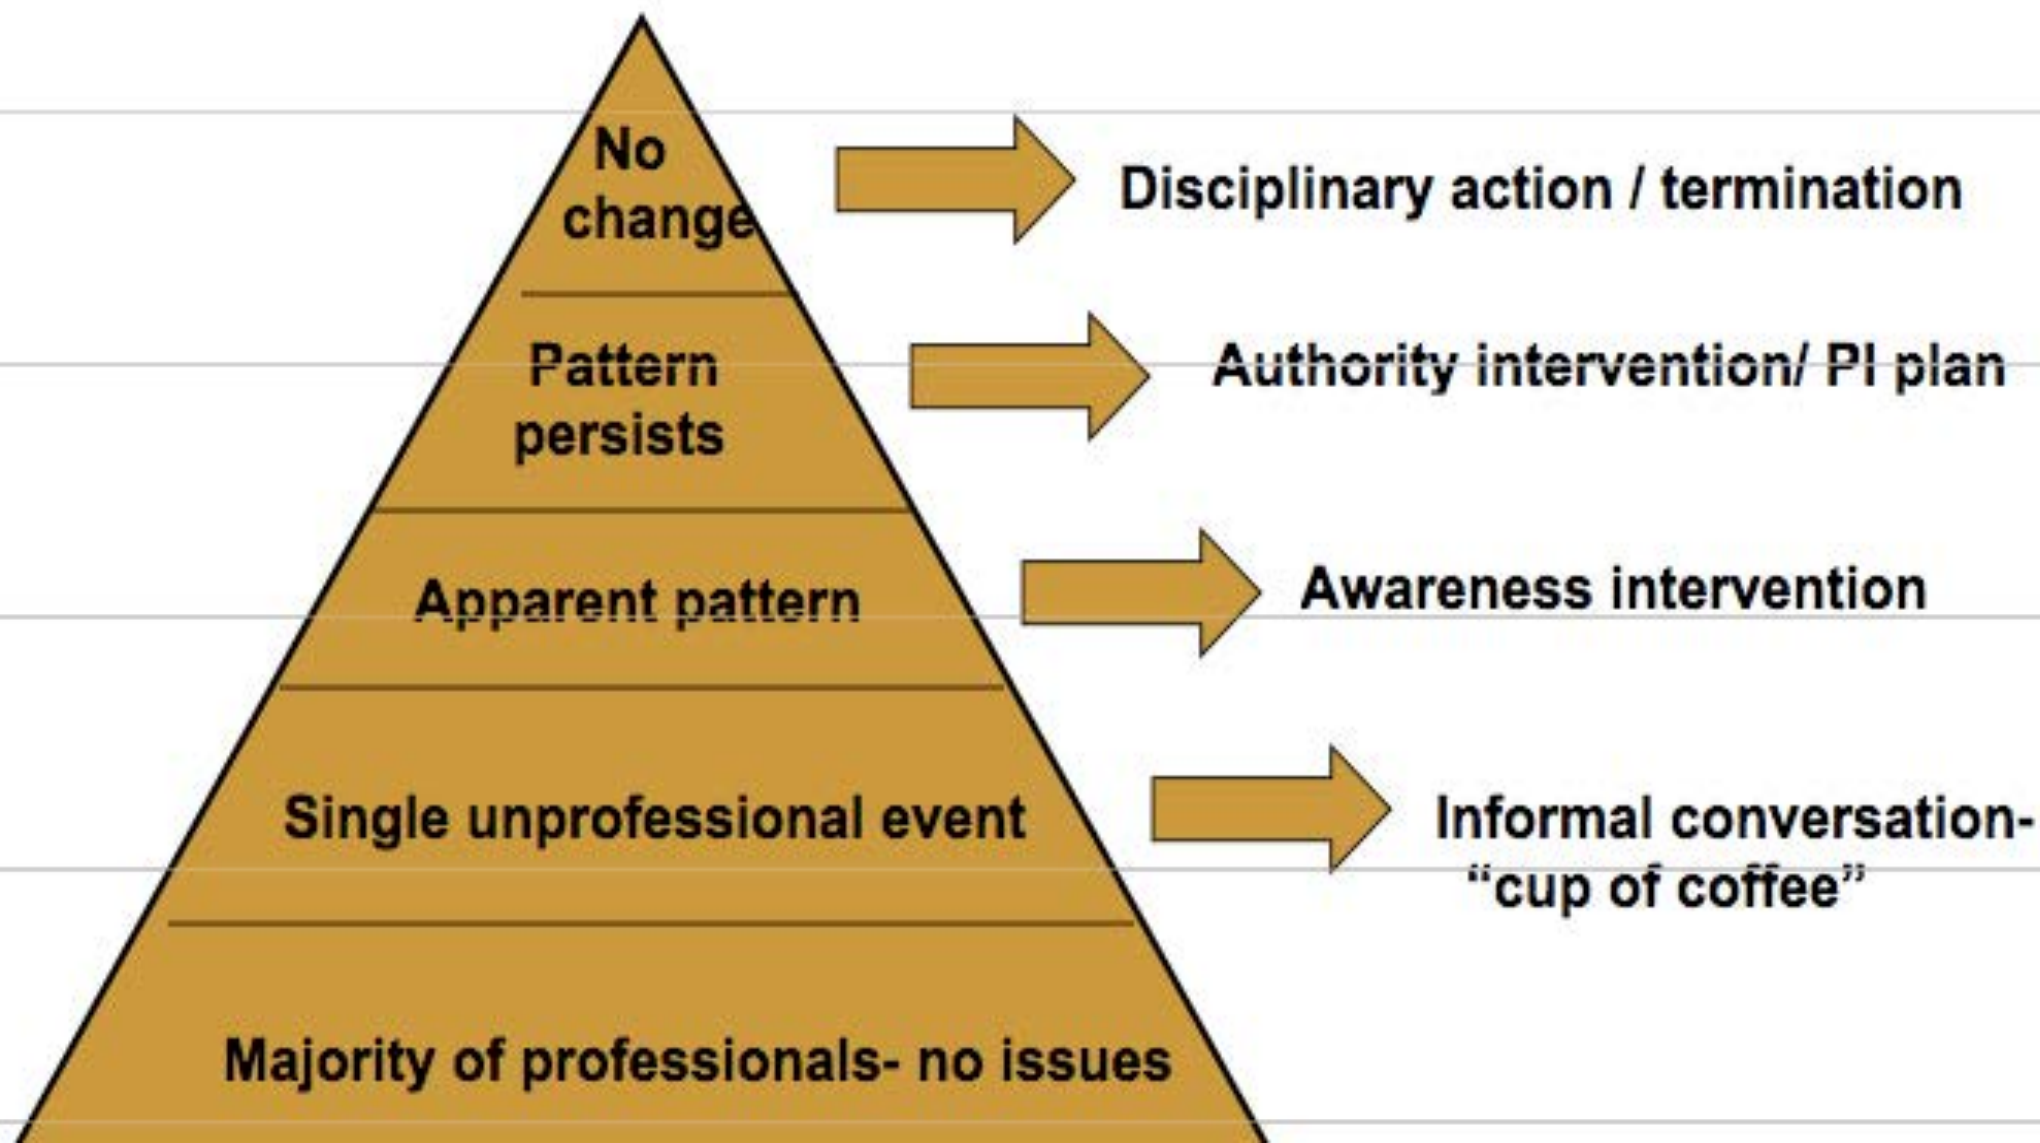 No
change
Disciplinary action / termination
Pattern
persists
Authority intervention/ PI plan
Apparent pattern
Awareness intervention
Single unprofessional event
Informal conversation-
“cup of coffee”
Majority of professionals- no issues